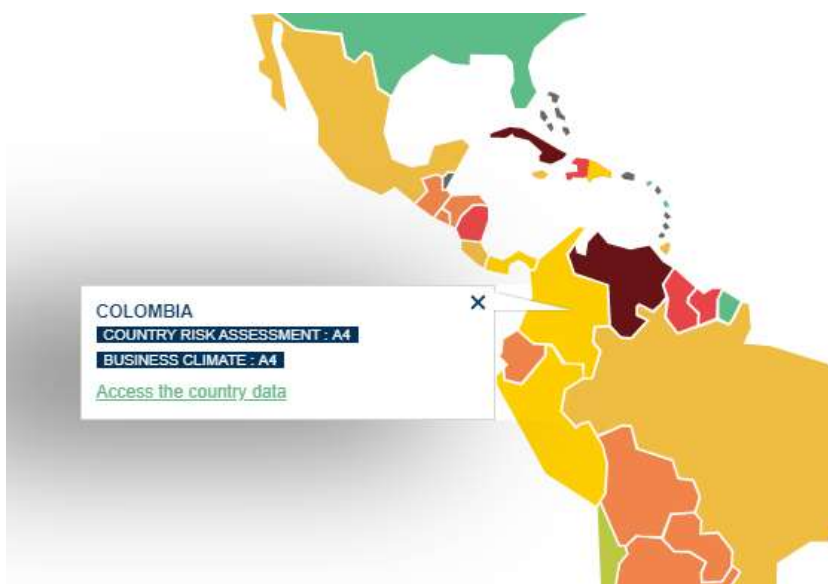 COLOMBIA
COUNTRY RISK ASSESSMENT : A4
BUSINESS CLIMATE : A4
Access the country data